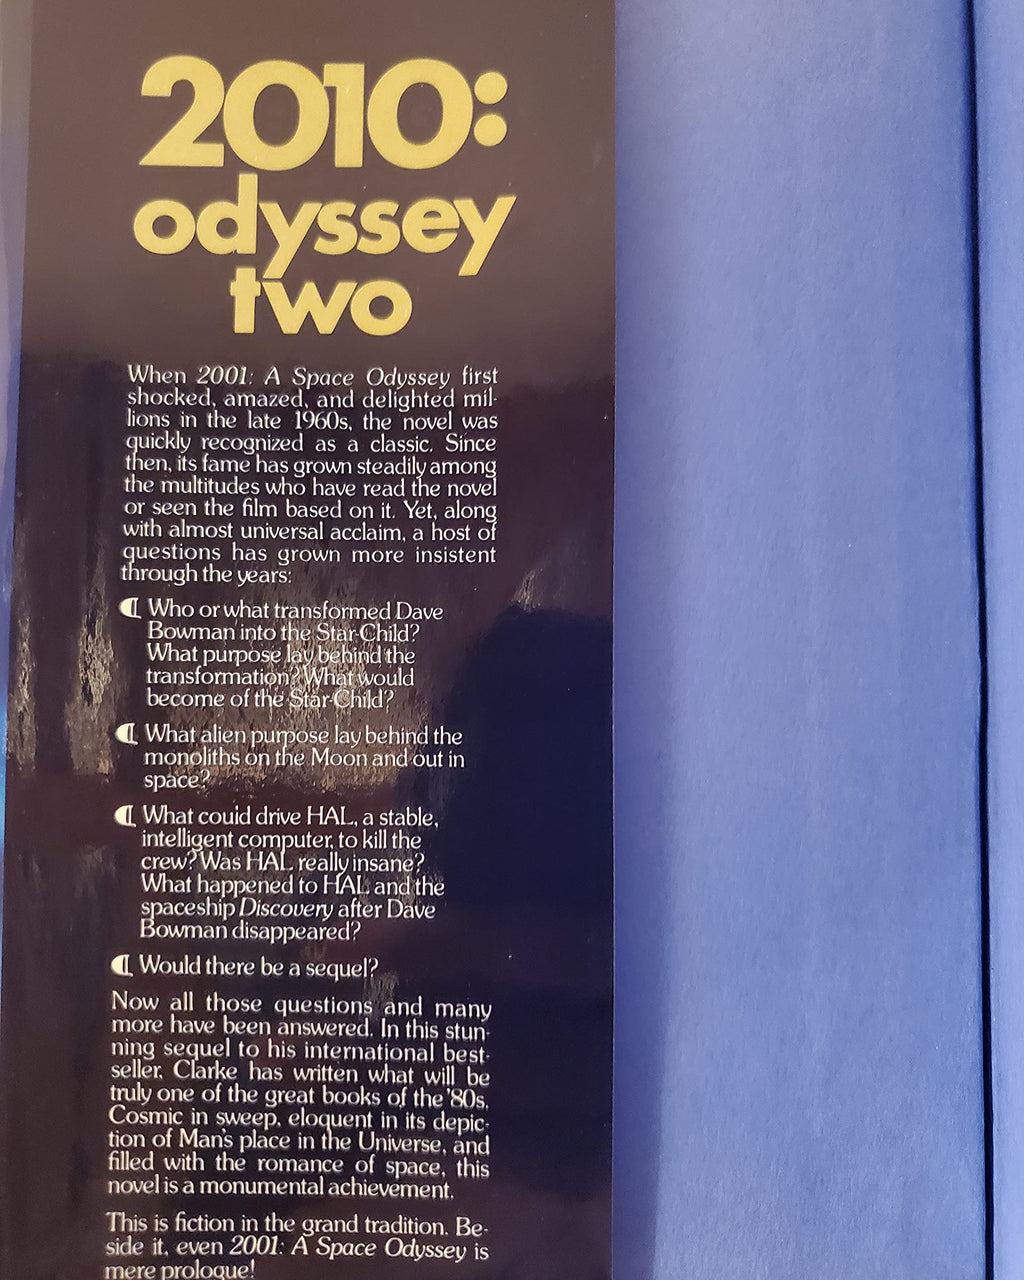 2010:
odyssey
two
When 2001: A Space Odyssey first
shocked, amazed, and delighted mil-
lions in the late 1960s, the novel was
quickly recognized as a classic. Since
then, its fame has grown steadily among
the multitudes who have read the novel
or seen the film based on it. Yet, along
with almost universal acclaim, a host of
questions has grown more insistent
through the years:
¶ Who or what transformed Dave
Bowman into the Star-Child?
What purpose lay behind the
transformation? What would
become of the Star-Child?
¶ What alien purpose lay behind the
monoliths on the Moon and out in
space?
¶ What could drive HAL, a stable,
intelligent computer, to kill the
crew? Was HAL really insane?
What happened to HAL and the
spaceship Discovery after Dave
Bowman disappeared?
¶ Would there be a sequel?
Now all those questions and many
more have been answered. In this stun-
ning sequel to his international best-
seller, Clarke has written what will be
truly one of the great books of the '80s.
Cosmic in sweep, eloquent in its depic-
tion of Man's place in the Universe, and
filled with the romance of space, this
novel is a monumental achievement.
This is fiction in the grand tradition. Be-
side it, even 2001: A Space Odyssey is
mere prologue!